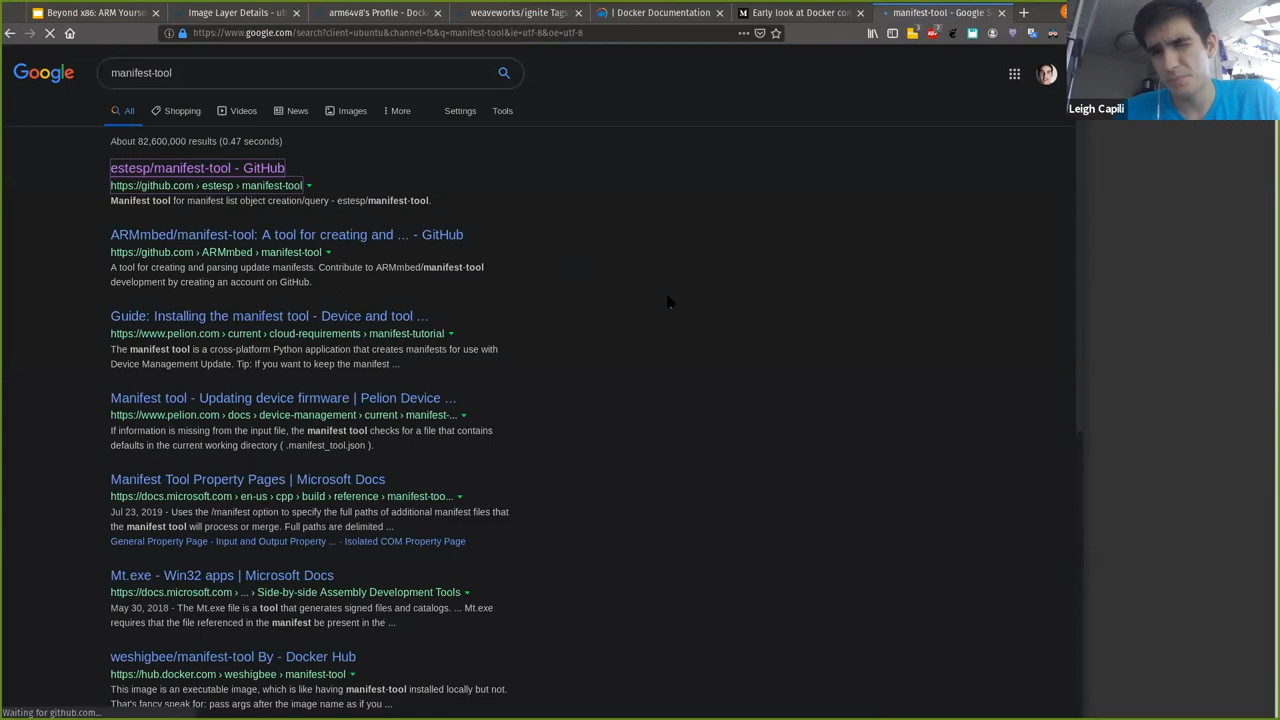 Beyond x86: ARM Yourse
Image Layer Details - ub
arm64v8's Profile - Docke
weaveworks/ignite Tags
| Docker Documentation
Early look at Docker con
manifest-tool - Google S
https://www.google.com/search?client=ubuntu&channel=fs&q=manifest-tool&ie=utf-8&oe=utf-8
Leigh Capili
Google
manifest-tool
All
Shopping
Videos
News
Images
More
Settings
Tools
About 82,600,000 results (0.47 seconds)
estesp/manifest-tool - GitHub
https://github.com › estesp › manifest-tool
Manifest tool for manifest list object creation/query - estesp/manifest-tool.
ARMmbed/manifest-tool: A tool for creating and ... - GitHub
https://github.com › ARMmbed › manifest-tool
A tool for creating and parsing update manifests. Contribute to ARMmbed/manifest-tool
development by creating an account on GitHub.
Guide: Installing the manifest tool - Device and tool ...
https://www.pelion.com › current › cloud-requirements › manifest-tutorial
The manifest tool is a cross-platform Python application that creates manifests for use with
Device Management Update. Tip: If you want to keep the manifest ...
Manifest tool - Updating device firmware | Pelion Device ...
https://www.pelion.com › docs › device-management › current › manifest-...
If information is missing from the input file, the manifest tool checks for a file that contains
defaults in the current working directory ( .manifest_tool.json ).
Manifest Tool Property Pages | Microsoft Docs
https://docs.microsoft.com › en-us › cpp › build › reference › manifest-too...
Jul 23, 2019 - Uses the /manifest option to specify the full paths of additional manifest files that
the manifest tool will process or merge. Full paths are delimited ...
General Property Page · Input and Output Property ... · Isolated COM Property Page
Mt.exe - Win32 apps | Microsoft Docs
https://docs.microsoft.com › ... › Side-by-side Assembly Development Tools
May 30, 2018 - The Mt.exe file is a tool that generates signed files and catalogs. ... Mt.exe
requires that the file referenced in the manifest be present in the ...
weshigbee/manifest-tool By - Docker Hub
https://hub.docker.com › weshigbee › manifest-tool
This image is an executable image, which is like having manifest-tool installed locally but not.
That's fancy speak for: pass args after the image name as if you ...
Waiting for github.com...